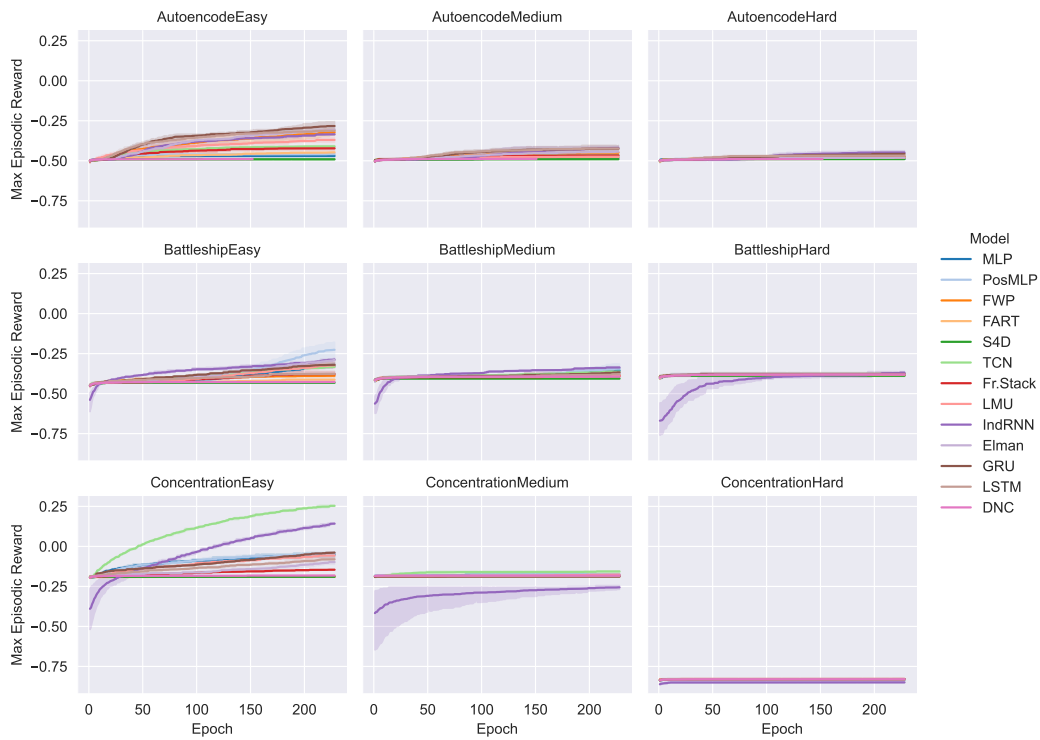 AutoencodeEasy
AutoencodeMedium
AutoencodeHard
Max Episodic Reward
0.25
0.00
−0.25
−0.50
−0.75
BattleshipEasy
BattleshipMedium
BattleshipHard
Max Episodic Reward
0.25
0.00
−0.25
−0.50
−0.75
ConcentrationEasy
ConcentrationMedium
ConcentrationHard
Max Episodic Reward
0.25
0.00
−0.25
−0.50
−0.75
0 50 100 150 200
0 50 100 150 200
0 50 100 150 200
Epoch
Epoch
Epoch
Model
MLP
PosMLP
FWP
FART
S4D
TCN
Fr.Stack
LMU
IndRNN
Elman
GRU
LSTM
DNC